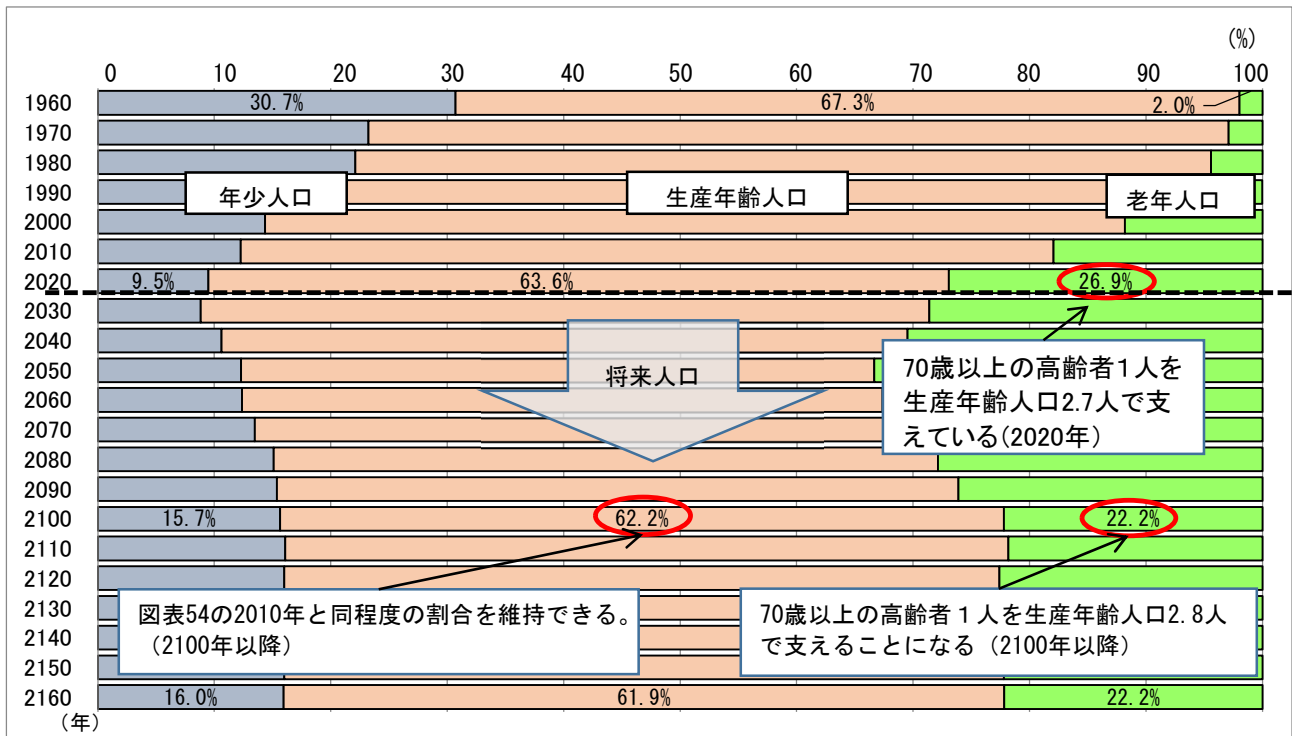 (%)
0 10 20 30 40 50 60 70 80 90 100
1960 30.7% 67.3% 2.0%
1970
1980
1990 年少人口 生産年齢人口 老年人口
2000
2010
2020 9.5% 63.6% 26.9%
2030
2040
2050
2060
2070
2080
2090
将来人口
70歳以上の高齢者1人を
生産年齢人口2.7人で支
えている(2020年)
2100 15.7% 62.2% 22.2%
2110
2120
2130
2140
2150
図表54の2010年と同程度の割合を維持できる。
（2100年以降）
70歳以上の高齢者１人を生産年齢人口2.8人
で支えることになる（2100年以降）
2160 16.0% 61.9% 22.2%
（年）